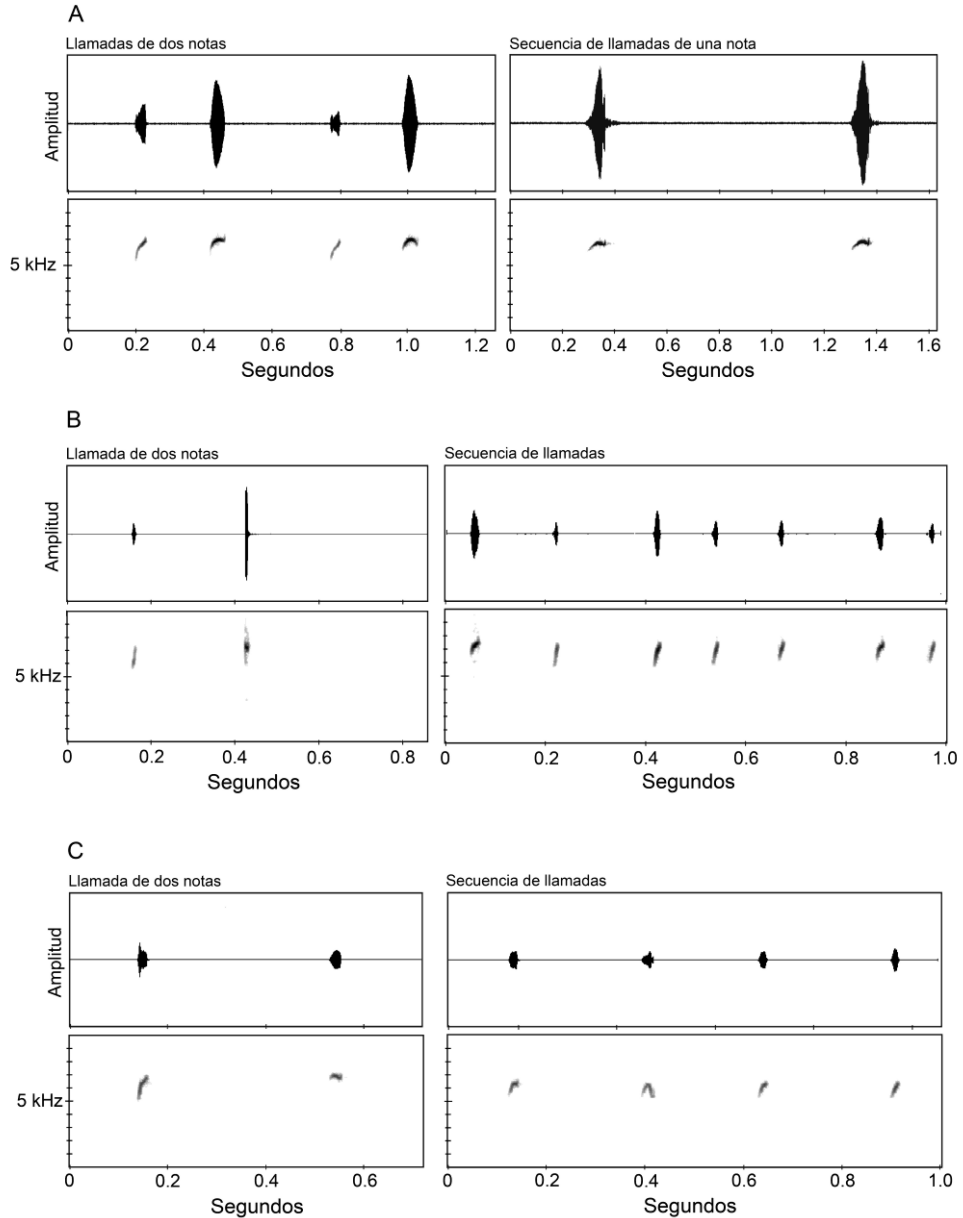 A
Llamadas de dos notas
Secuencia de llamadas de una nota
Amplitud
5 kHz
0 0.2 0.4 0.6 0.8 1.0 1.2
0 0.2 0.4 0.6 0.8 1.0 1.2 1.4 1.6
Segundos
Segundos
B
Llamada de dos notas
Secuencia de llamadas
Amplitud
5 kHz
0 0.2 0.4 0.6 0.8
0 0.2 0.4 0.6 0.8 1.0
Segundos
Segundos
C
Llamada de dos notas
Secuencia de llamadas
Amplitud
5 kHz
0 0.2 0.4 0.6
0 0.2 0.4 0.6 0.8 1.0
Segundos
Segundos